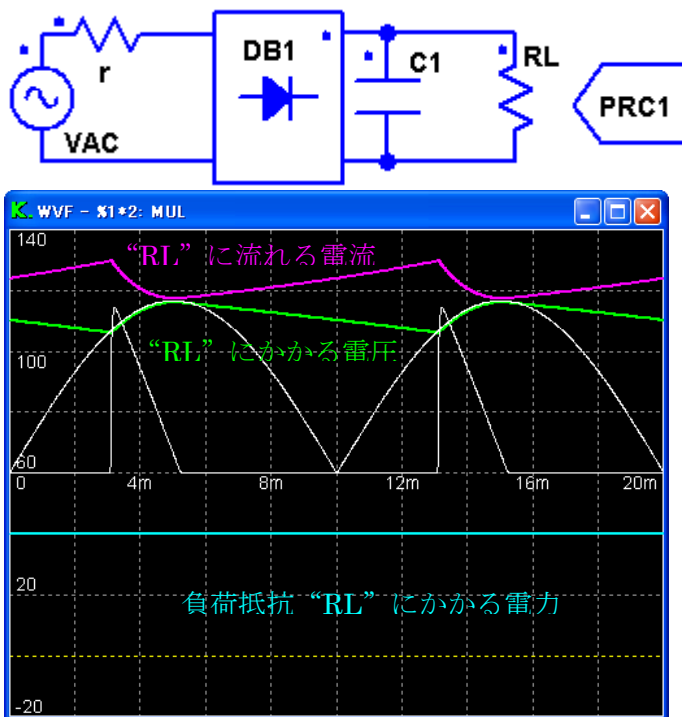 DB1
C1
RL
r
PRC1
VAC
WVF - %1*2: MUL
140
“RL”に流れる電流
100
“RL”にかかる電圧
60
0 4m 8m 12m 16m 20m
20
負荷抵抗“RL”にかかる電力
-20